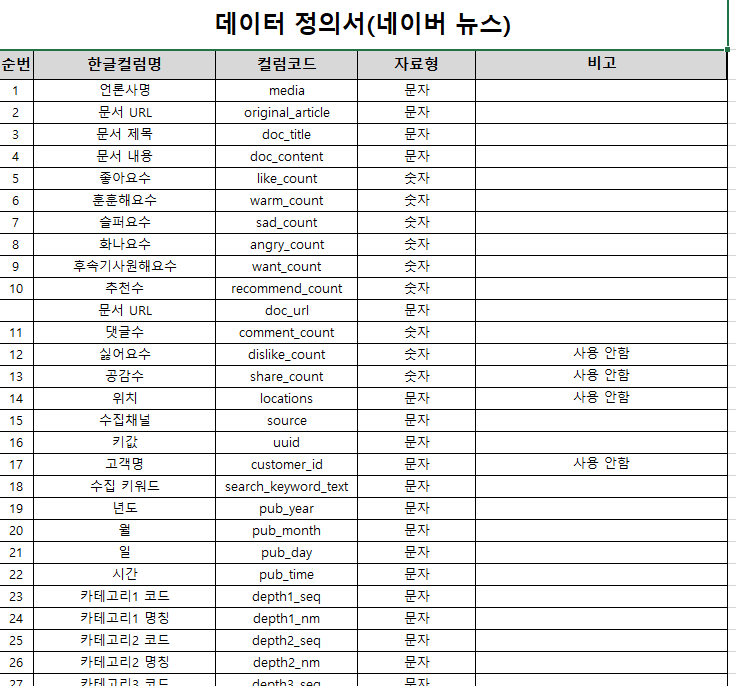 데이터 정의서(네이버 뉴스)
순번 한글컬럼명 컬럼코드 자료형 비고
1 언론사명 media 문자
2 문서 URL original_article 문자
3 문서 제목 doc_title 문자
4 문서 내용 doc_content 문자
5 좋아요수 like_count 숫자
6 훈훈해요수 warm_count 숫자
7 슬퍼요수 sad_count 숫자
8 화나요수 angry_count 숫자
9 후속기사원해요수 want_count 숫자
10 추천수 recommend_count 숫자
문서 URL doc_url 문자
11 댓글수 comment_count 숫자
12 싫어요수 dislike_count 숫자 사용 안함
13 공감수 share_count 숫자 사용 안함
14 위치 locations 문자 사용 안함
15 수집채널 source 문자
16 키값 uuid 문자
17 고객명 customer_id 문자 사용 안함
18 수집 키워드 search_keyword_text 문자
19 년도 pub_year 문자
20 월 pub_month 문자
21 일 pub_day 문자
22 시간 pub_time 문자
23 카테고리1 코드 depth1_seq 문자
24 카테고리1 명칭 depth1_nm 문자
25 카테고리2 코드 depth2_seq 문자
26 카테고리2 명칭 depth2_nm 문자
27 카테고리3 코드 depth3_seq 문자